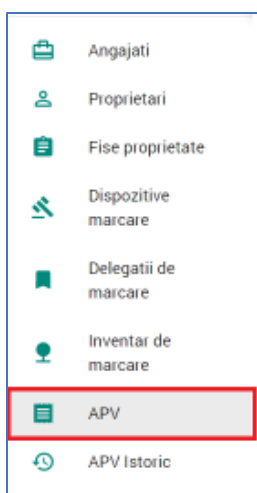 Angajati
Proprietari
Fise proprietate
Dispozitive
marcare
Delegatii de
marcare
Inventar de
marcare
APV
APV Istoric